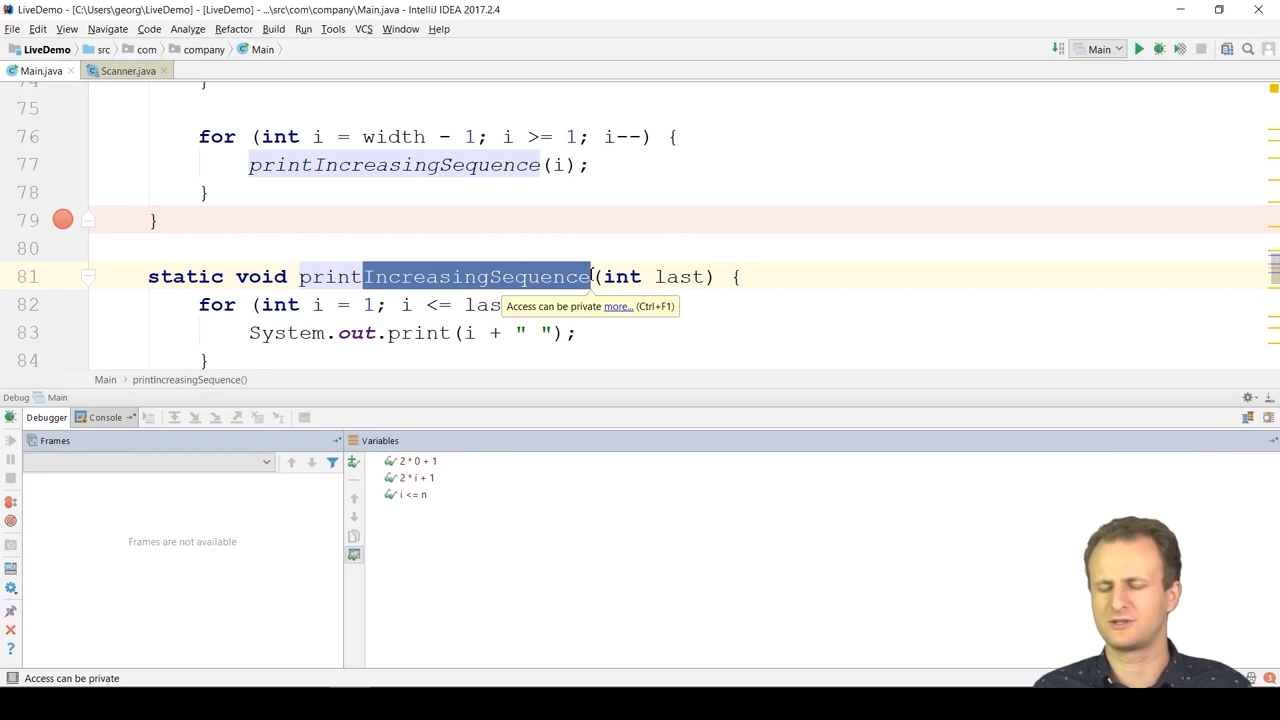 LiveDemo - [C:\Users\georg\LiveDemo] - [LiveDemo] - ...\src\com\company\Main.java - IntelliJ IDEA 2017.2.4
File Edit View Navigate Code Analyze Refactor Build Run Tools VCS Window Help
LiveDemo src com company Main Main
Main.java Scanner.java
74 }
75
76 for (int i = width - 1; i >= 1; i--) {
77 printIncreasingSequence(i);
78 }
79 }
80
81 static void printIncreasingSequence(int last) {
82 for (int i = 1; i <= las
Access can be private more... (Ctrl+F1)
83 System.out.print(i + " ");
84 }
Main printIncreasingSequence()
Debug Main
Debugger Console
Frames Variables
2 * 0 + 1
2 * i + 1
i <= n
Frames are not available
Access can be private 3